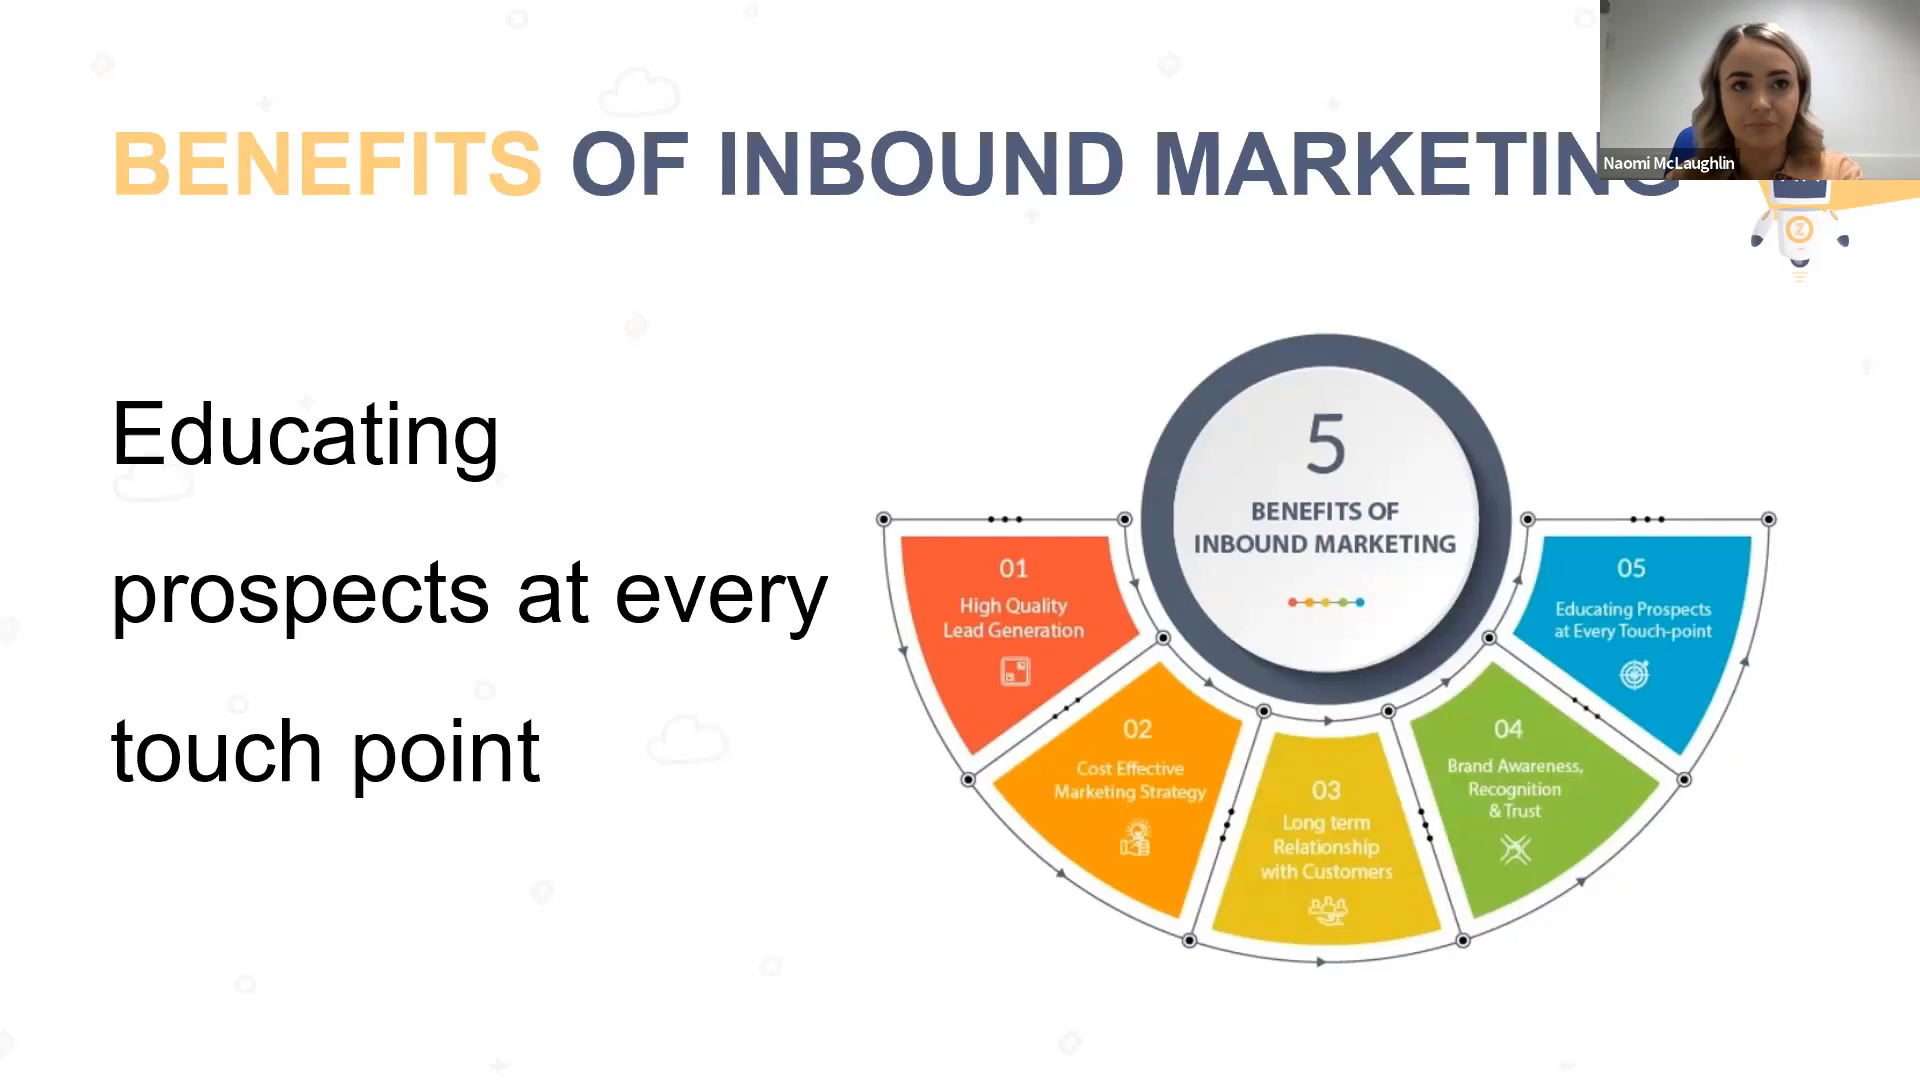 BENEFITS OF INBOUND MARKETING
Naomi McLaughlin
Z
Educating
prospects at every
touch point
5
BENEFITS OF
INBOUND MARKETING
01
High Quality
Lead Generation
02
Cost Effective
Marketing Strategy
03
Long term
Relationship
with Customers
04
Brand Awareness,
Recognition
& Trust
05
Educating Prospects
at Every Touch-point